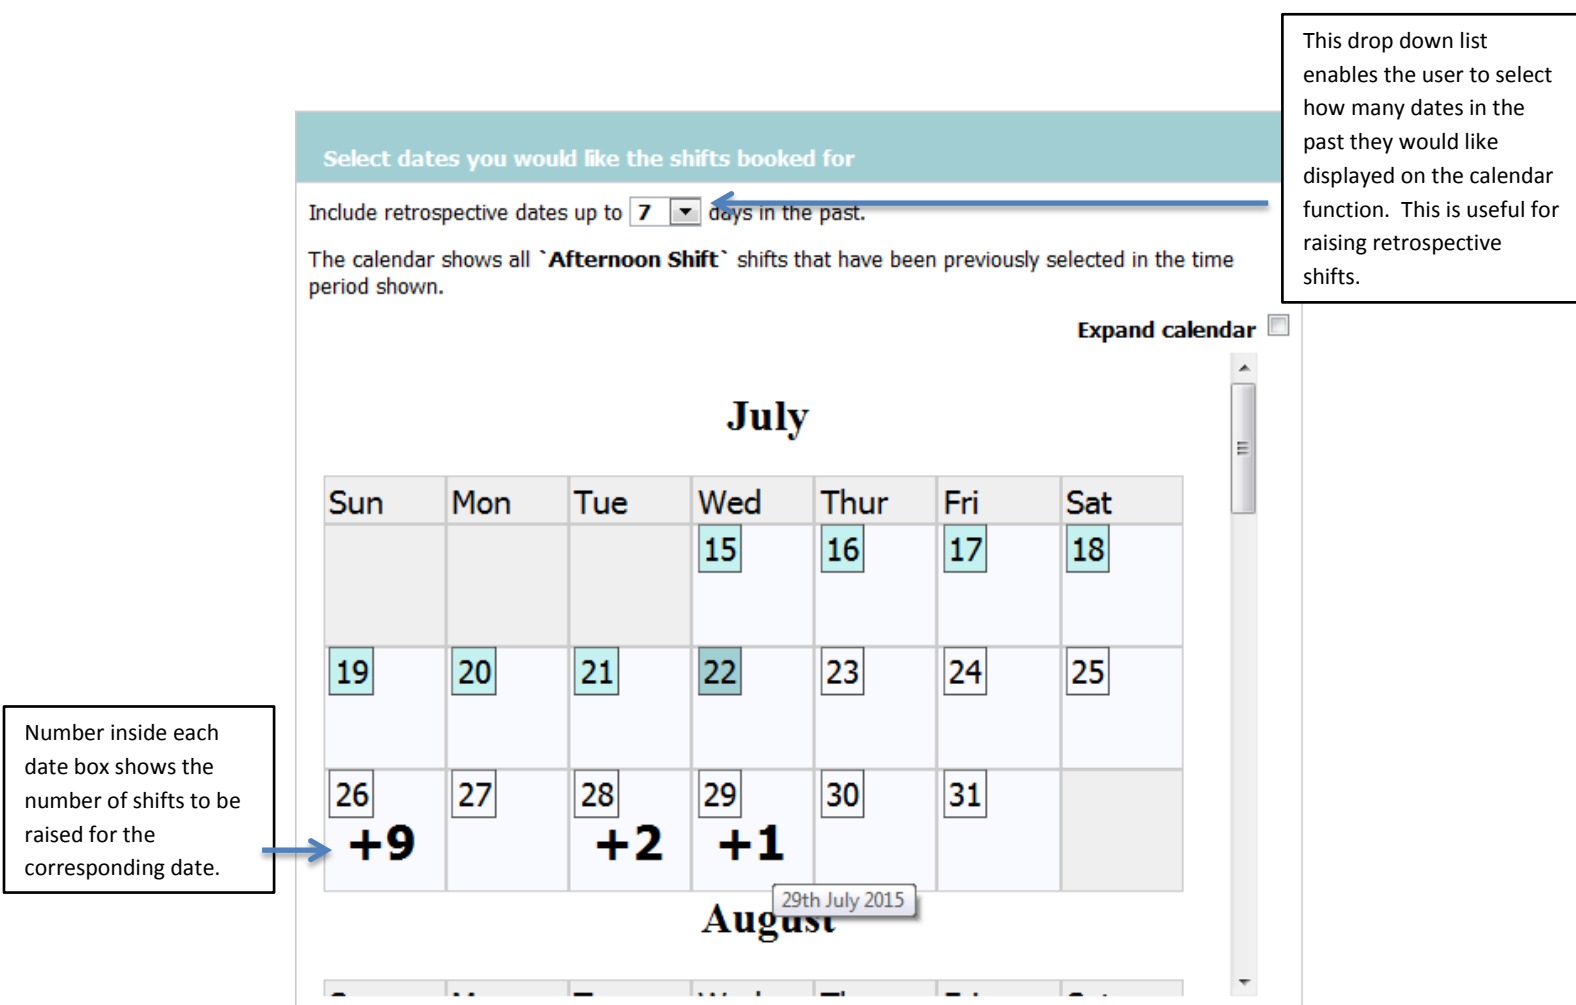 This drop down list
enables the user to select
how many dates in the
past they would like
displayed on the calendar
function.  This is useful for
raising retrospective
shifts.
Select dates you would like the shifts booked for
Include retrospective dates up to 7 days in the past.
The calendar shows all `Afternoon Shift` shifts that have been previously selected in the time
period shown.
Expand calendar
July
Sun Mon Tue Wed Thur Fri Sat
15 16 17 18
19 20 21 22 23 24 25
26 27 28 29 30 31
+9 +2 +1
Number inside each
date box shows the
number of shifts to be
raised for the
corresponding date.
29th July 2015
August